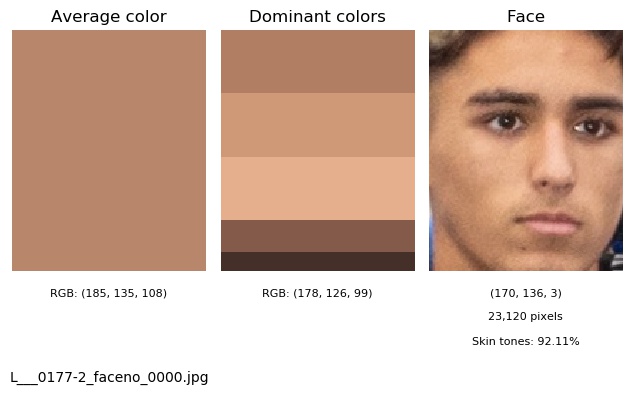 Average color
Dominant colors
Face
RGB: (185, 135, 108)
RGB: (178, 126, 99)
(170, 136, 3)
23,120 pixels
Skin tones: 92.11%
L___0177-2_faceno_0000.jpg